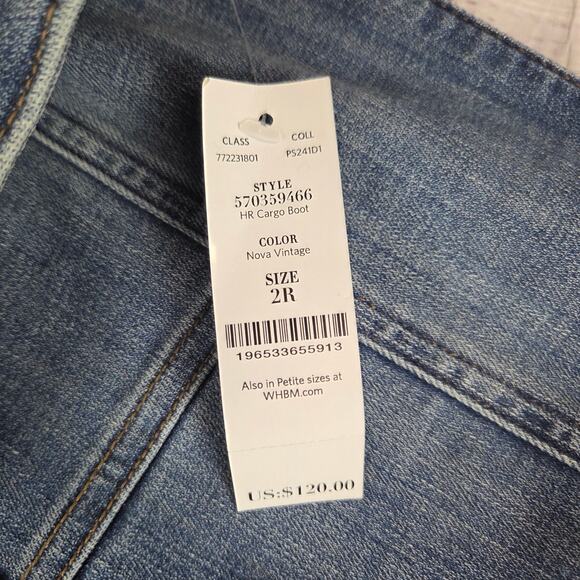 CLASS COLL
772231801 PS241D1
STYLE
570359466
HR Cargo Boot
COLOR
Nova Vintage
SIZE
2R
196533655913
Also in Petite sizes at
WHBM.com
US:$120.00